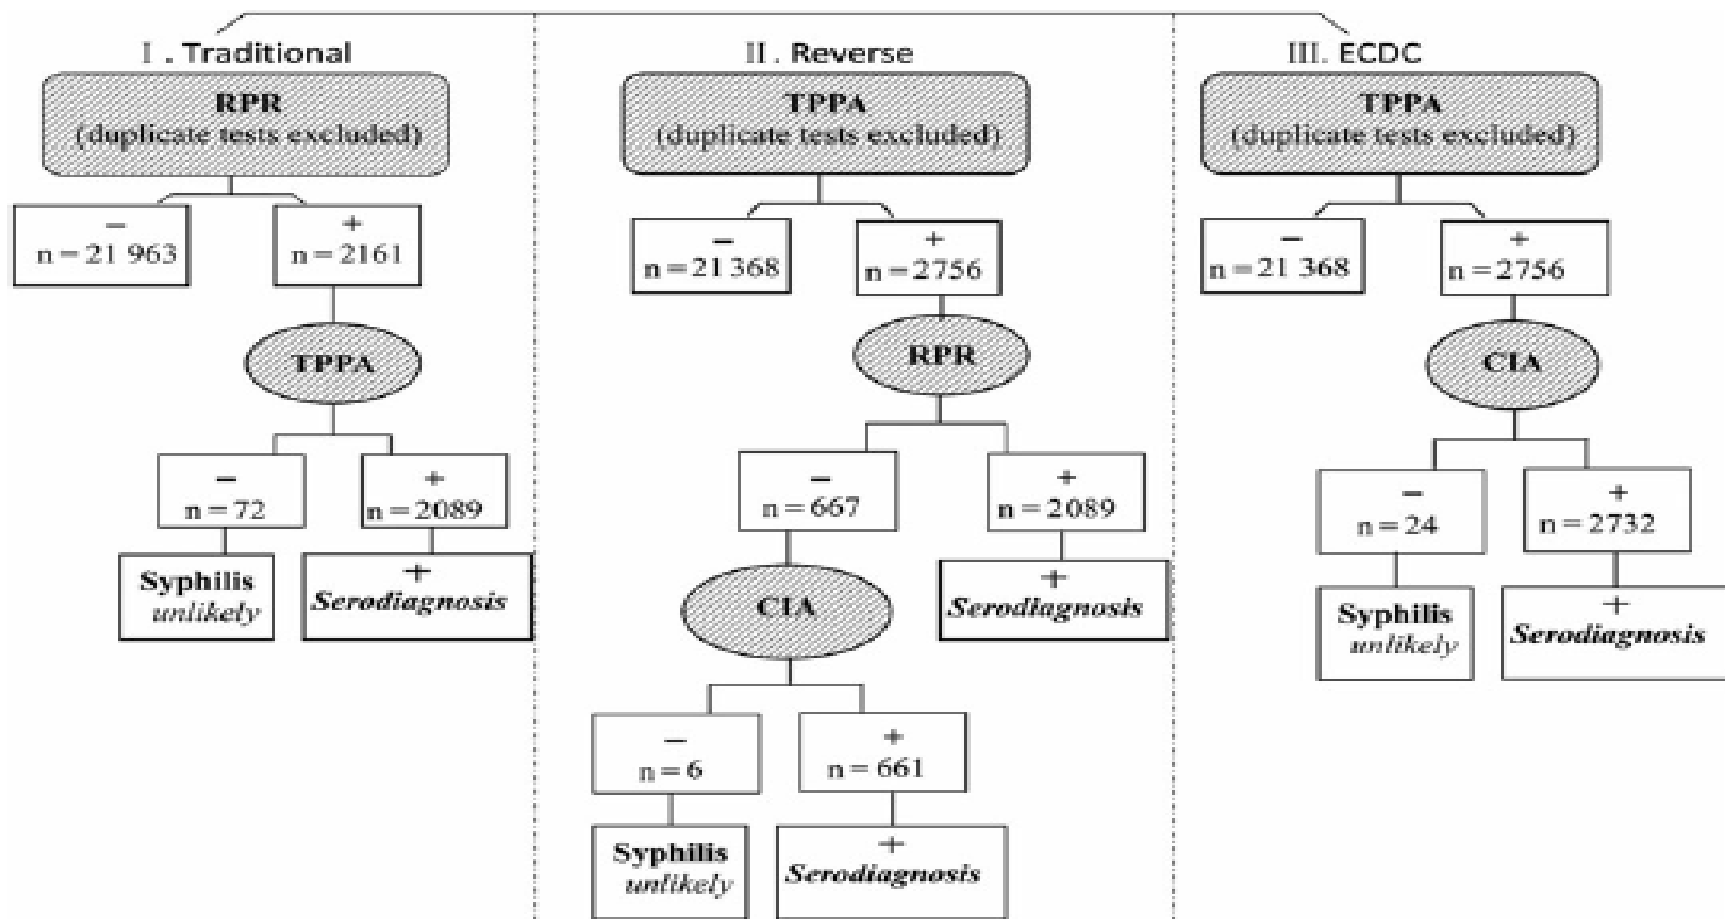 I. Traditional
RPR
(duplicate tests excluded)
−
n = 21 963
+
n = 2161
TPPA
−
n = 72
+
n = 2089
Syphilis
unlikely
+
Serodiagnosis
II. Reverse
TPPA
(duplicate tests excluded)
−
n = 21 368
+
n = 2756
RPR
−
n = 667
+
n = 2089
CIA
+
Serodiagnosis
−
n = 6
+
n = 661
Syphilis
unlikely
+
Serodiagnosis
III. ECDC
TPPA
(duplicate tests excluded)
−
n = 21 368
+
n = 2756
CIA
−
n = 24
+
n = 2732
Syphilis
unlikely
+
Serodiagnosis